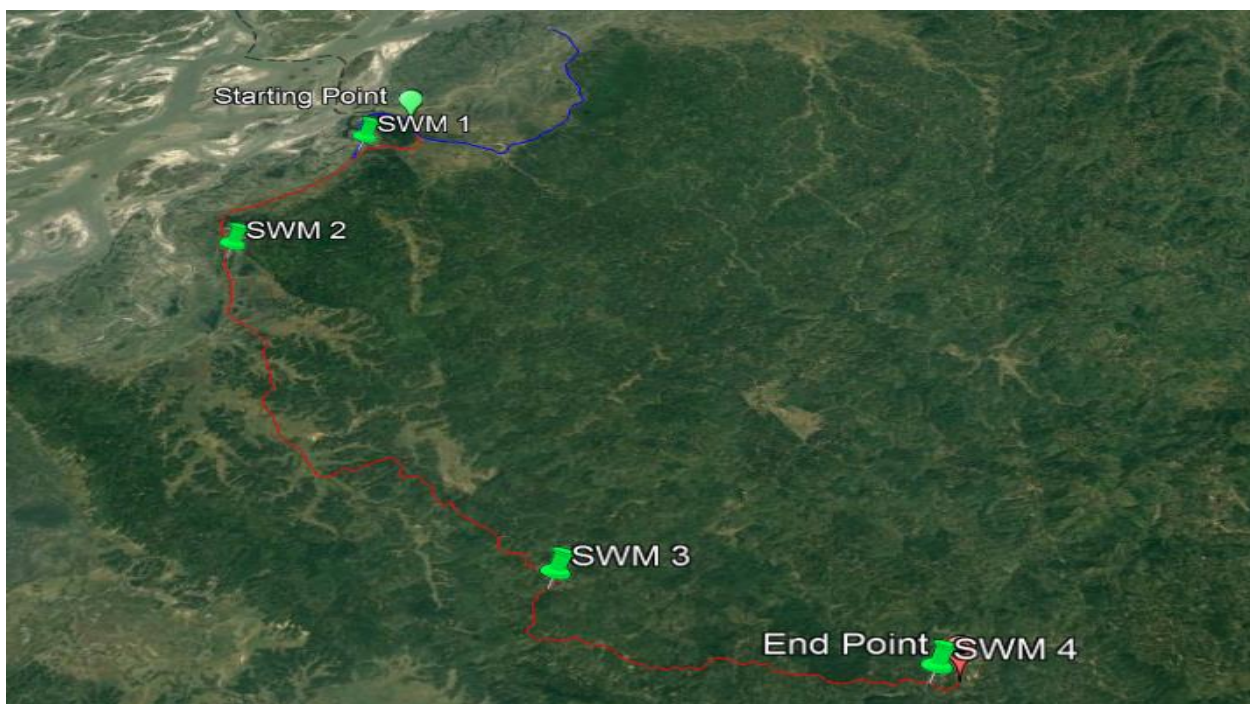 Starting Point
SWM 1
SWM 2
SWM 3
End Point
SWM 4